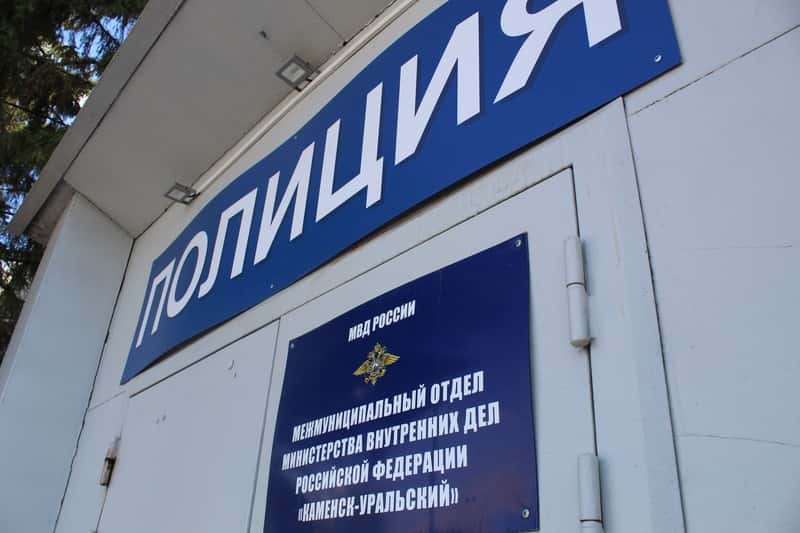 ПОЛИЦИЯ
МВД РОССИИ
МЕЖМУНИЦИПАЛЬНЫЙ ОТДЕЛ
МИНИСТЕРСТВА ВНУТРЕННИХ ДЕЛ
РОССИЙСКОЙ ФЕДЕРАЦИИ
«КАМЕНСК-УРАЛЬСКИЙ»